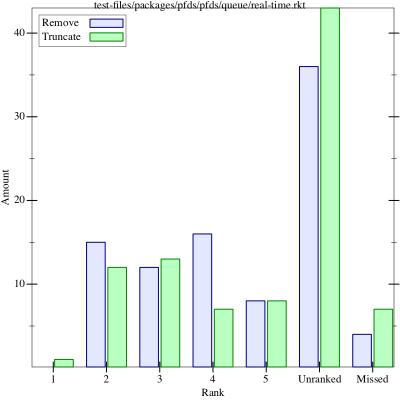 test-files/packages/pfds/pfds/queue/real-time.rkt
Remove
Truncate
40
30
20
10
Amount
1 2 3 4 5 Unranked Missed
Rank